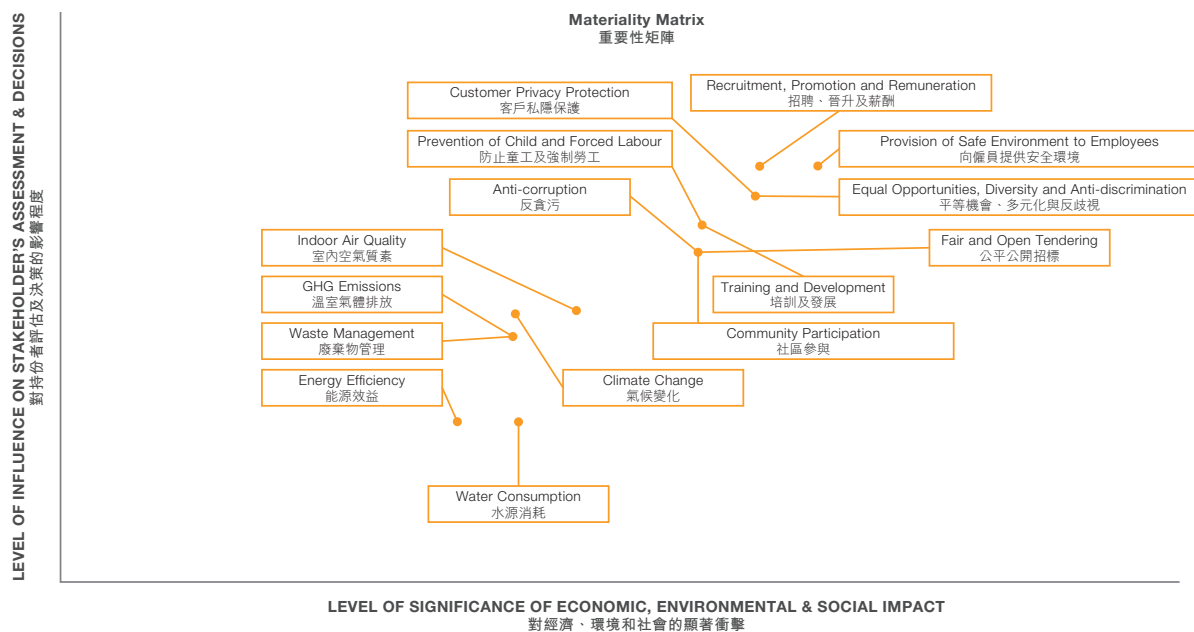 Materiality Matrix
重要性矩陣
LEVEL OF INFLUENCE ON STAKEHOLDER'S ASSESSMENT & DECISIONS
對持份者評估及決策的影響程度
Customer Privacy Protection
客戶私隱保護
Recruitment, Promotion and Remuneration
招聘、晉升及薪酬
Prevention of Child and Forced Labour
防止童工及強制勞工
Provision of Safe Environment to Employees
向僱員提供安全環境
Anti-corruption
反貪污
Equal Opportunities, Diversity and Anti-discrimination
平等機會、多元化與反歧視
Indoor Air Quality
室內空氣質素
Fair and Open Tendering
公平公開招標
GHG Emissions
溫室氣體排放
Training and Development
培訓及發展
Waste Management
廢棄物管理
Community Participation
社區參與
Energy Efficiency
能源效益
Climate Change
氣候變化
Water Consumption
水源消耗
LEVEL OF SIGNIFICANCE OF ECONOMIC, ENVIRONMENTAL & SOCIAL IMPACT
對經濟、環境和社會的顯著衝擊